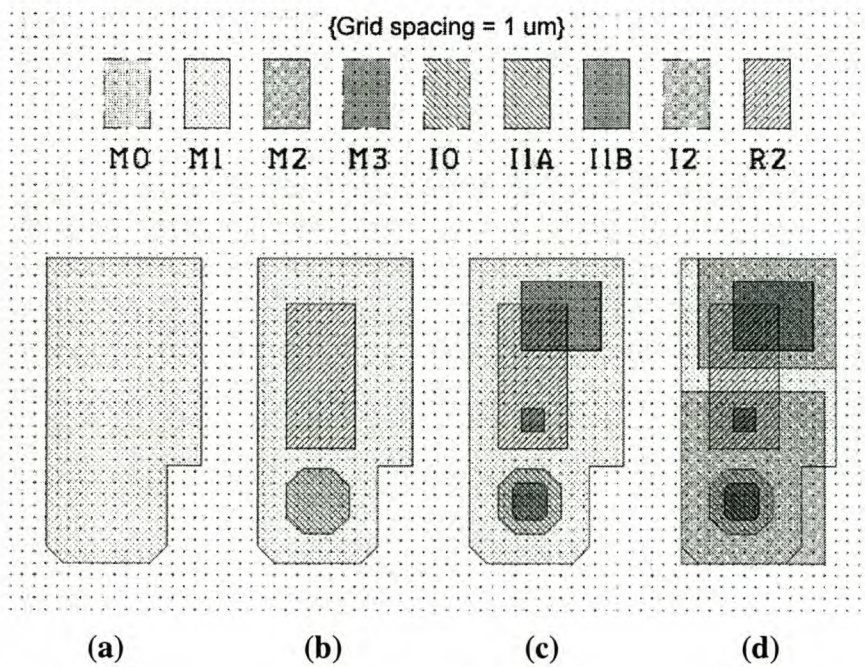 {Grid spacing = 1 um}
M0 M1 M2 M3 I0 I1A I1B I2 R2
(a) (b) (c) (d)